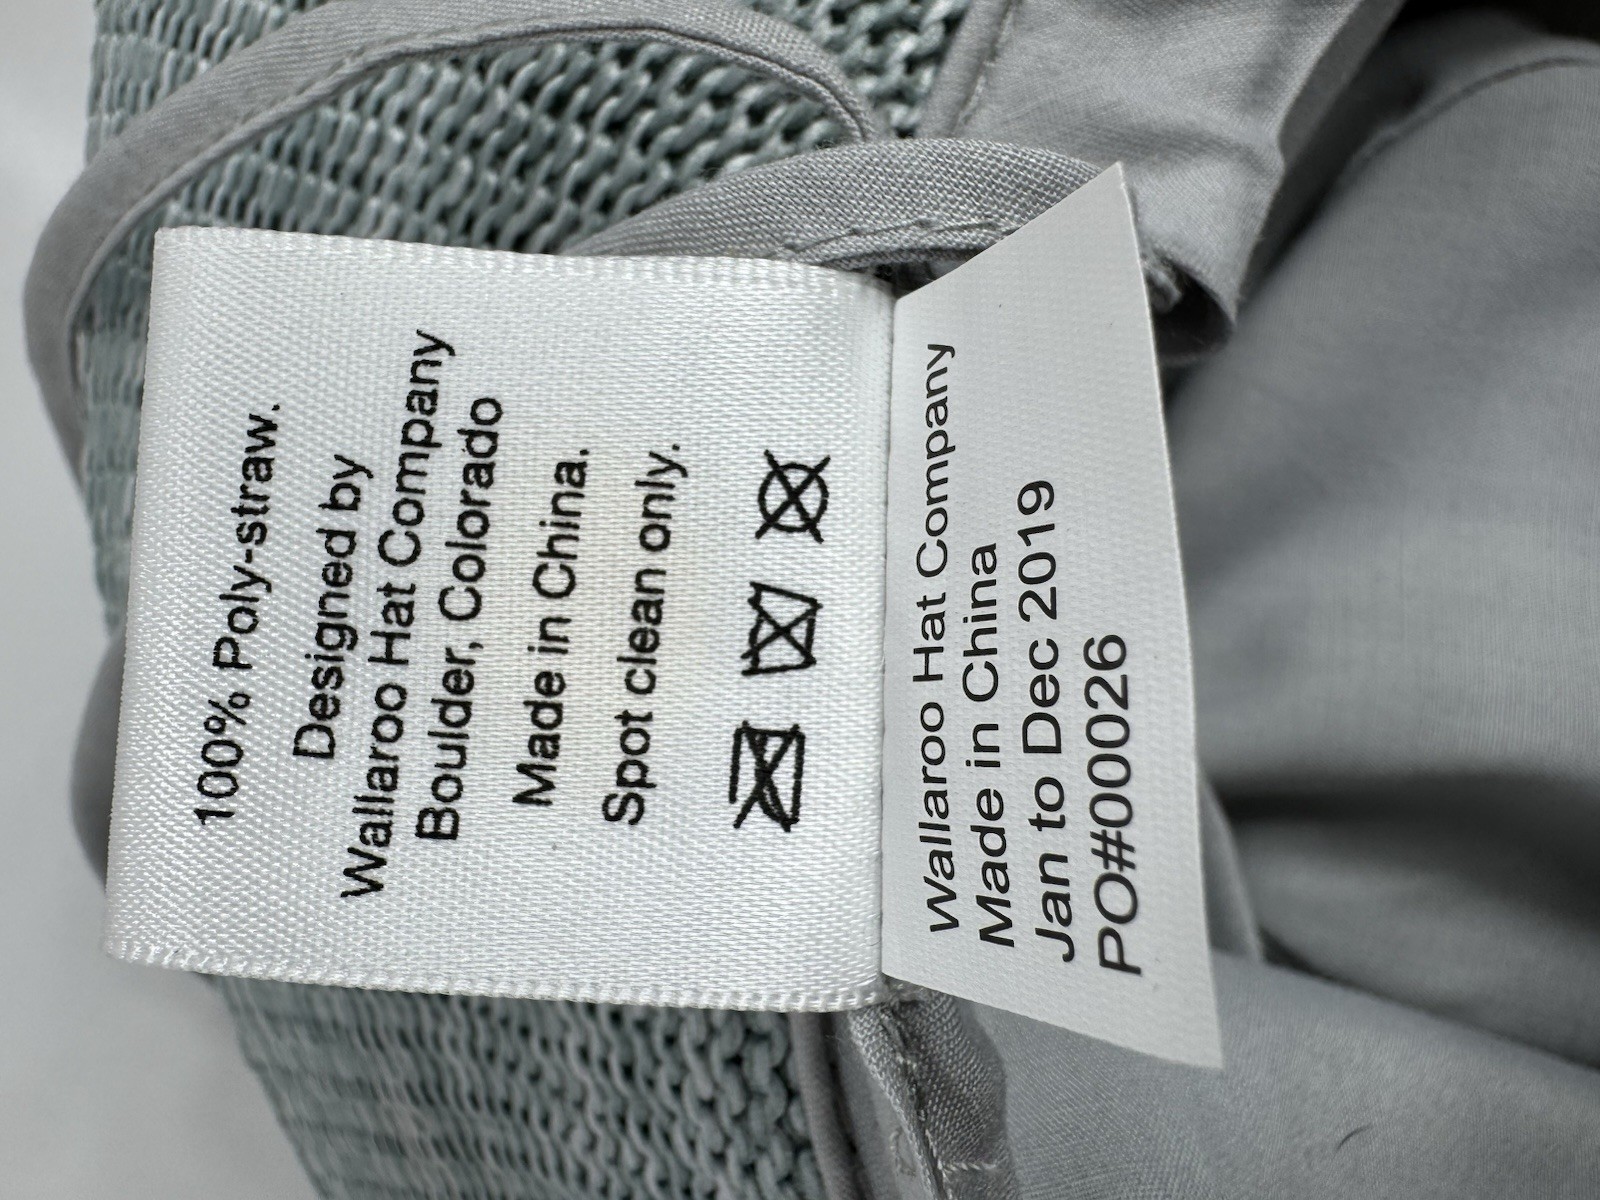 100% Poly-straw.
Designed by
Wallaroo Hat Company
Boulder, Colorado
Made in China.
Spot clean only.
Wallaroo Hat Company
Made in China
Jan to Dec 2019
PO#000026